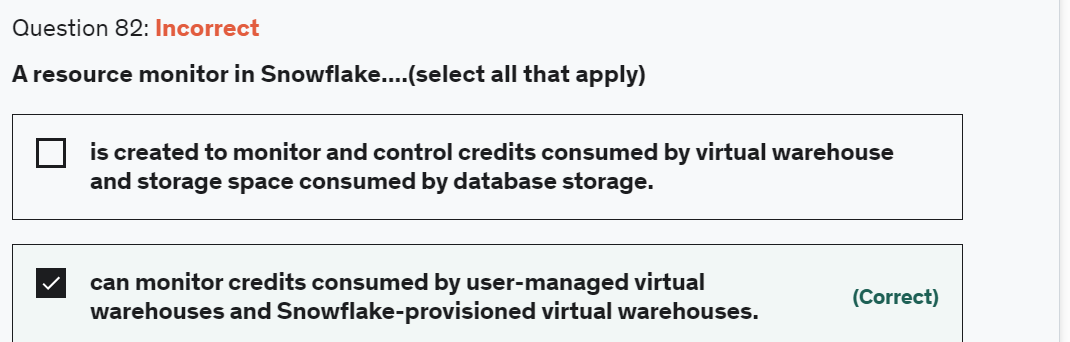 Question 82: Incorrect
A resource monitor in Snowflake....(select all that apply)
is created to monitor and control credits consumed by virtual warehouse
and storage space consumed by database storage.
can monitor credits consumed by user-managed virtual
warehouses and Snowflake-provisioned virtual warehouses.
(Correct)